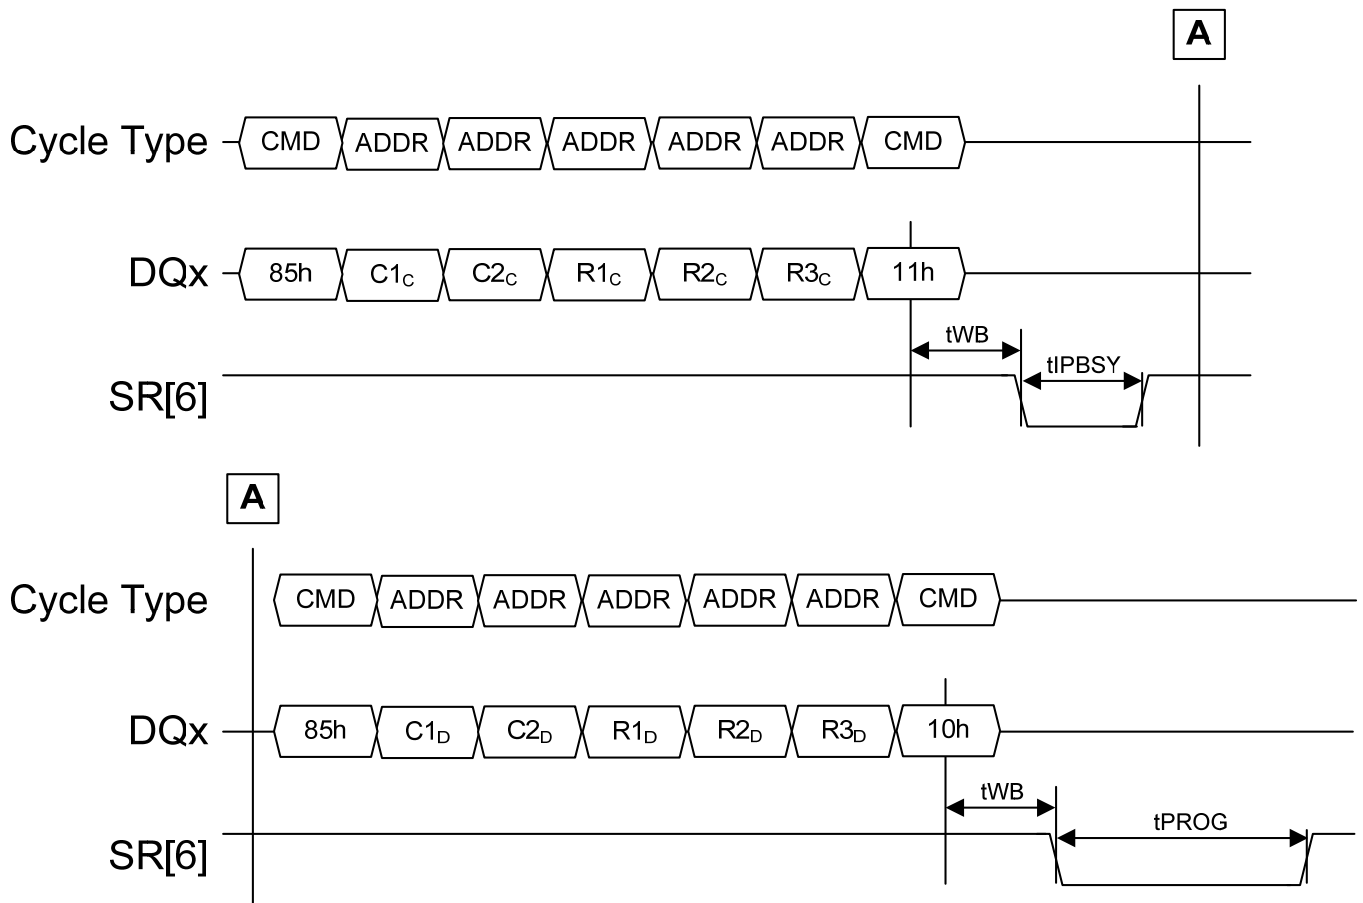 A
Cycle Type CMD ADDR ADDR ADDR ADDR ADDR CMD
DQx 85h C1C C2C R1C R2C R3C 11h
tWB
tIPBSY
SR[6]
A
Cycle Type CMD ADDR ADDR ADDR ADDR ADDR CMD
DQx 85h C1D C2D R1D R2D R3D 10h
tWB
tPROG
SR[6]